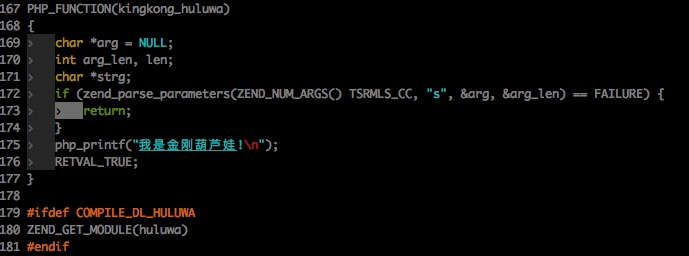 167 PHP_FUNCTION(kingkong_huluwa)
168 {
169 ›   char *arg = NULL;
170 ›   int arg_len, len;
171 ›   char *strg;
172 ›   if (zend_parse_parameters(ZEND_NUM_ARGS() TSRMLS_CC, "s", &arg, &arg_len) == FAILURE) {
173 ›   ›   return;
174 ›   }
175 ›   php_printf("我是金刚葫芦娃!\n");
176 ›   RETVAL_TRUE;
177 }
178
179 #ifdef COMPILE_DL_HULUWA
180 ZEND_GET_MODULE(huluwa)
181 #endif